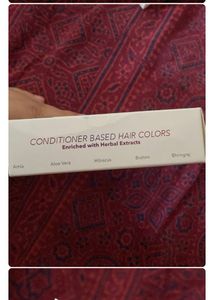 CONDITIONER BASED HAIR COLORS
Enriched with Herbal Extracts
Amla Aloe Vera Hibiscus Brahmi Bhringraj